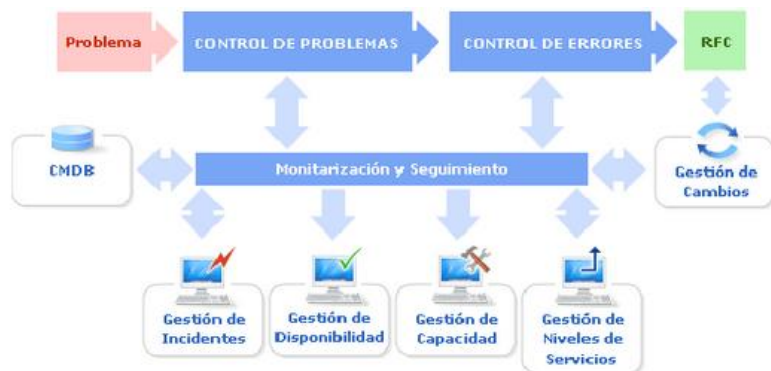 Problema
CONTROL DE PROBLEMAS
CONTROL DE ERRORES
RFC
CMDB
Monitarización y Seguimiento
Gestión de
Cambios
Gestión de
Incidentes
Gestión de
Disponibilidad
Gestión de
Capacidad
Gestión de
Niveles de
Servicios